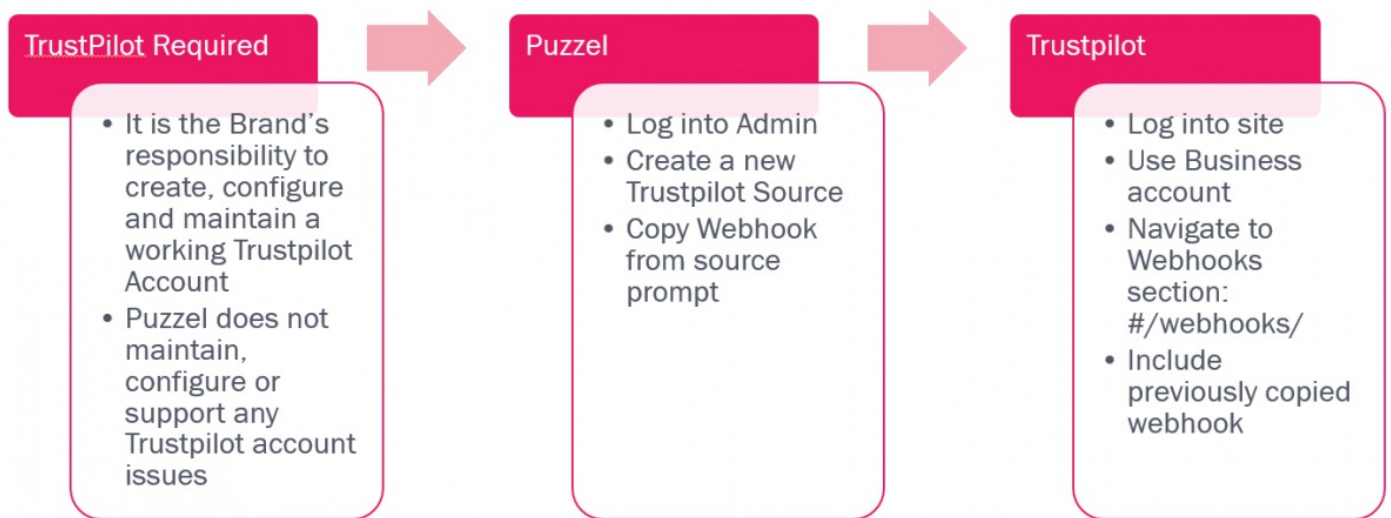 TrustPilot Required
• It is the Brand’s
responsibility to
create, configure
and maintain a
working Trustpilot
Account
• Puzzel does not
maintain,
configure or
support any
Trustpilot account
issues
Puzzel
• Log into Admin
• Create a new
Trustpilot Source
• Copy Webhook
from source
prompt
Trustpilot
• Log into site
• Use Business
account
• Navigate to
Webhooks
section:
#/webhooks/
• Include
previously copied
webhook